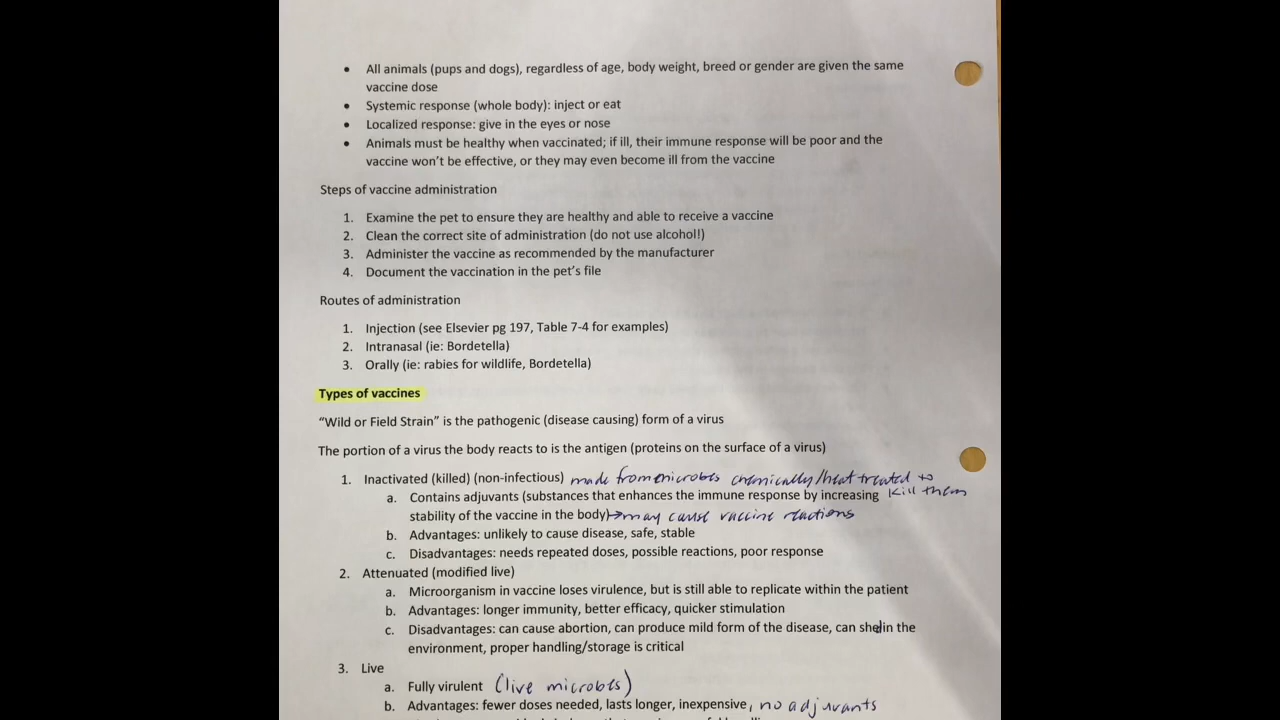 • All animals (pups and dogs), regardless of age, body weight, breed or gender are given the same
vaccine dose
• Systemic response (whole body): inject or eat
• Localized response: give in the eyes or nose
• Animals must be healthy when vaccinated; if ill, their immune response will be poor and the
vaccine won't be effective, or they may even become ill from the vaccine
Steps of vaccine administration
1. Examine the pet to ensure they are healthy and able to receive a vaccine
2. Clean the correct site of administration (do not use alcohol!)
3. Administer the vaccine as recommended by the manufacturer
4. Document the vaccination in the pet's file
Routes of administration
1. Injection (see Elsevier pg 197, Table 7-4 for examples)
2. Intranasal (ie: Bordetella)
3. Orally (ie: rabies for wildlife, Bordetella)
Types of vaccines
"Wild or Field Strain" is the pathogenic (disease causing) form of a virus
The portion of a virus the body reacts to is the antigen (proteins on the surface of a virus)
1. Inactivated (killed) (non-infectious) made from microbes chemically/heat treated to
a. Contains adjuvants (substances that enhances the immune response by increasing kill them
stability of the vaccine in the body)→may cause vaccine reactions
b. Advantages: unlikely to cause disease, safe, stable
c. Disadvantages: needs repeated doses, possible reactions, poor response
2. Attenuated (modified live)
a. Microorganism in vaccine loses virulence, but is still able to replicate within the patient
b. Advantages: longer immunity, better efficacy, quicker stimulation
c. Disadvantages: can cause abortion, can produce mild form of the disease, can shed in the
environment, proper handling/storage is critical
3. Live
a. Fully virulent (live microbes)
b. Advantages: fewer doses needed, lasts longer, inexpensive, no adjuvants